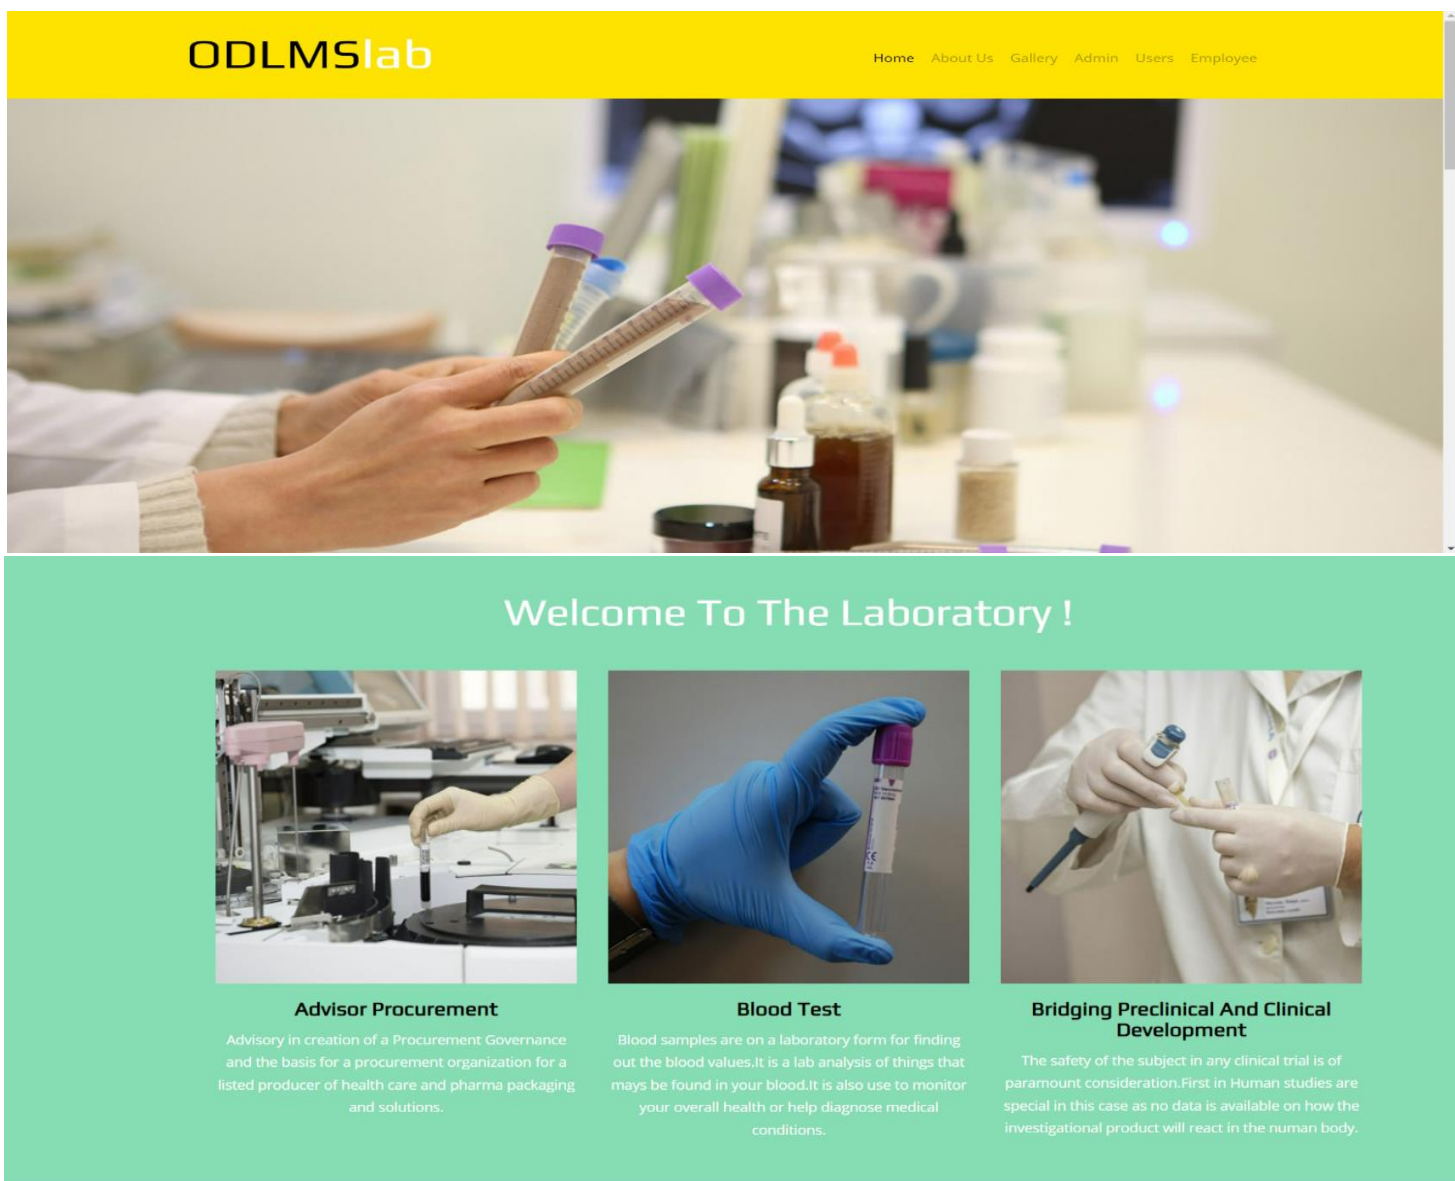 ODLMSlab
Home About Us Gallery Admin Users Employee
Welcome To The Laboratory !
Advisor Procurement
Advisory in creation of a Procurement Governance
and the basis for a procurement organization for a
listed producer of health care and pharma packaging
and solutions.
Blood Test
Blood samples are on a laboratory form for finding
out the blood values.It is a lab analysis of things that
mays be found in your blood.It is also use to monitor
your overall health or help diagnose medical
conditions.
Bridging Preclinical And Clinical
Development
The safety of the subject in any clinical trial is of
paramount consideration.First in Human studies are
special in this case as no data is available on how the
investigational product will react in the numan body.